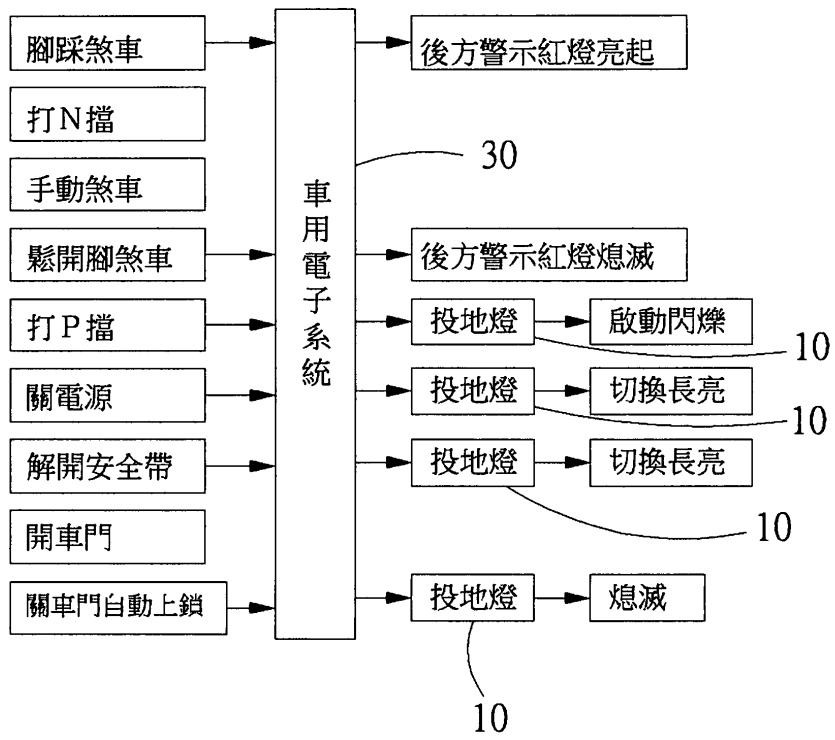 腳踩煞車
後方警示紅燈亮起
打N擋
30
手動煞車
車用電子系統
鬆開腳煞車
後方警示紅燈熄滅
打P擋
投地燈
啟動閃爍
10
關電源
投地燈
切換長亮
10
解開安全帶
投地燈
切換長亮
10
開車門
關車門自動上鎖
投地燈
熄滅
10